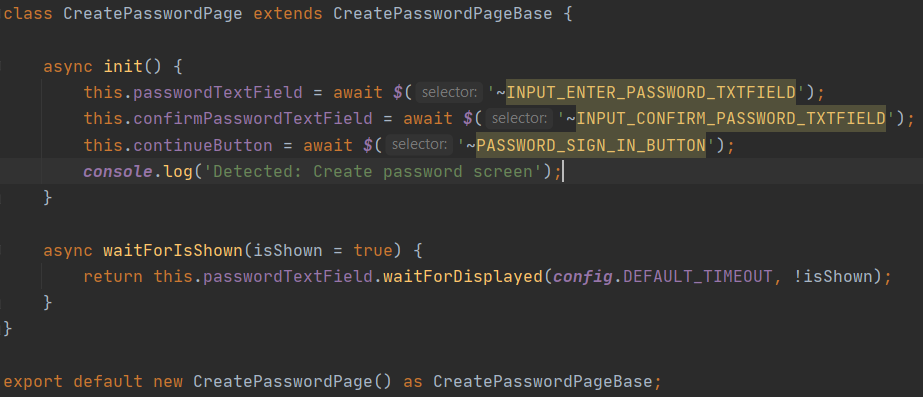 class CreatePasswordPage extends CreatePasswordPageBase {
async init() {
this.passwordTextField = await $( selector: '~INPUT_ENTER_PASSWORD_TXTFIELD');
this.confirmPasswordTextField = await $( selector: '~INPUT_CONFIRM_PASSWORD_TXTFIELD');
this.continueButton = await $( selector: '~PASSWORD_SIGN_IN_BUTTON');
console.log('Detected: Create password screen');
}
async waitForIsShown(isShown = true) {
return this.passwordTextField.waitForDisplayed(config.DEFAULT_TIMEOUT, !isShown);
}
}
export default new CreatePasswordPage() as CreatePasswordPageBase;